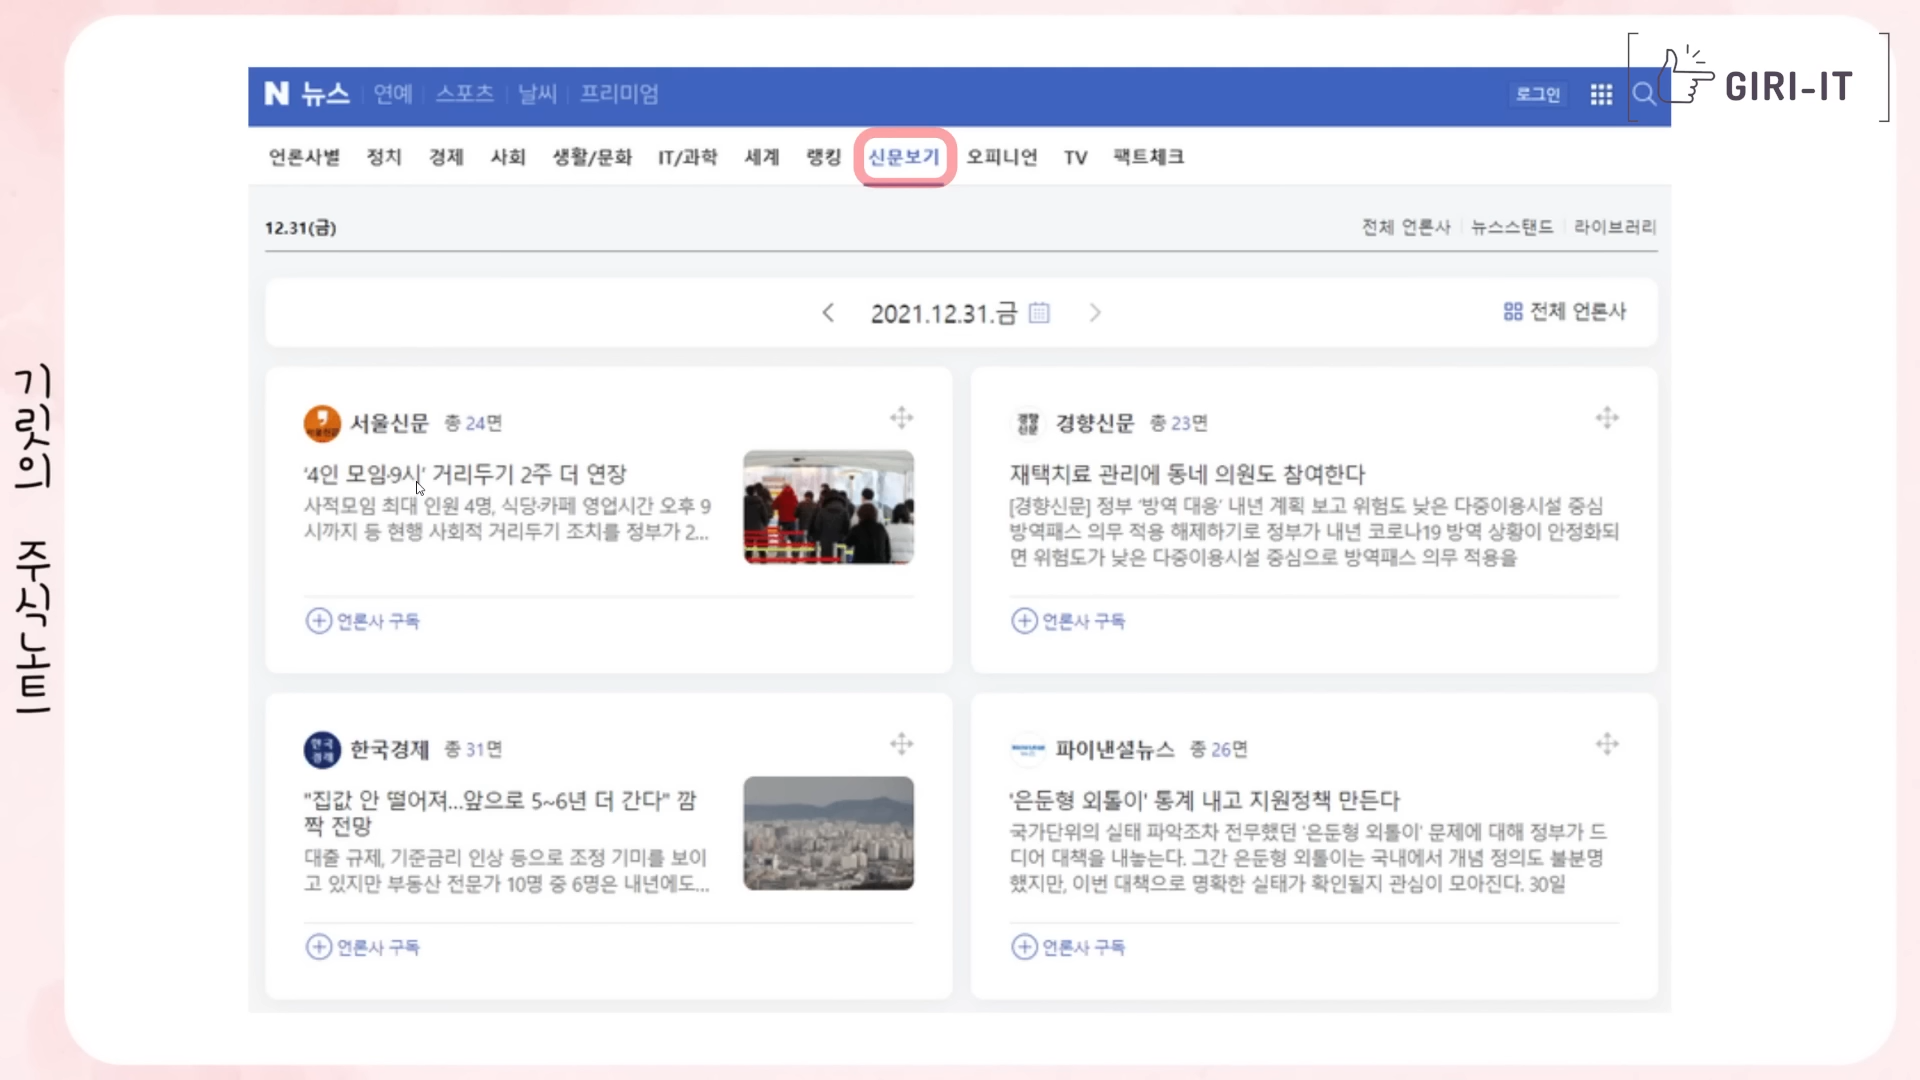 GIRI-IT
N 뉴스 연예 스포츠 날씨 프리미엄 로그인
언론사별 정치 경제 사회 생활/문화 IT/과학 세계 랭킹 신문보기 오피니언 TV 팩트체크
12.31(금) 전체 언론사 뉴스스탠드 라이브러리
2021.12.31.금 전체 언론사
서울신문 총 24면
'4인 모임·9시' 거리두기 2주 더 연장
사적모임 최대 인원 4명, 식당·카페 영업시간 오후 9
시까지 등 현행 사회적 거리두기 조치를 정부가 2...
언론사 구독
경향신문
경향신문 총 23면
재택치료 관리에 동네 의원도 참여한다
[경향신문] 정부 '방역 대응' 내년 계획 보고 위험도 낮은 다중이용시설 중심
방역패스 의무 적용 해제하기로 정부가 내년 코로나19 방역 상황이 안정화되
면 위험도가 낮은 다중이용시설 중심으로 방역패스 의무 적용을
언론사 구독
한국경제
한국경제 총 31면
"집값 안 떨어져...앞으로 5~6년 더 간다" 깜
짝 전망
대출 규제, 기준금리 인상 등으로 조정 기미를 보이
고 있지만 부동산 전문가 10명 중 6명은 내년에도...
언론사 구독
파이낸셜뉴스 총 26면
'은둔형 외톨이' 통계 내고 지원정책 만든다
국가단위의 실태 파악조차 전무했던 '은둔형 외톨이' 문제에 대해 정부가 드
디어 대책을 내놓는다. 그간 은둔형 외톨이는 국내에서 개념 정의도 불분명
했지만, 이번 대책으로 명확한 실태가 확인될지 관심이 모아진다. 30일
언론사 구독
기릿의 주식노트